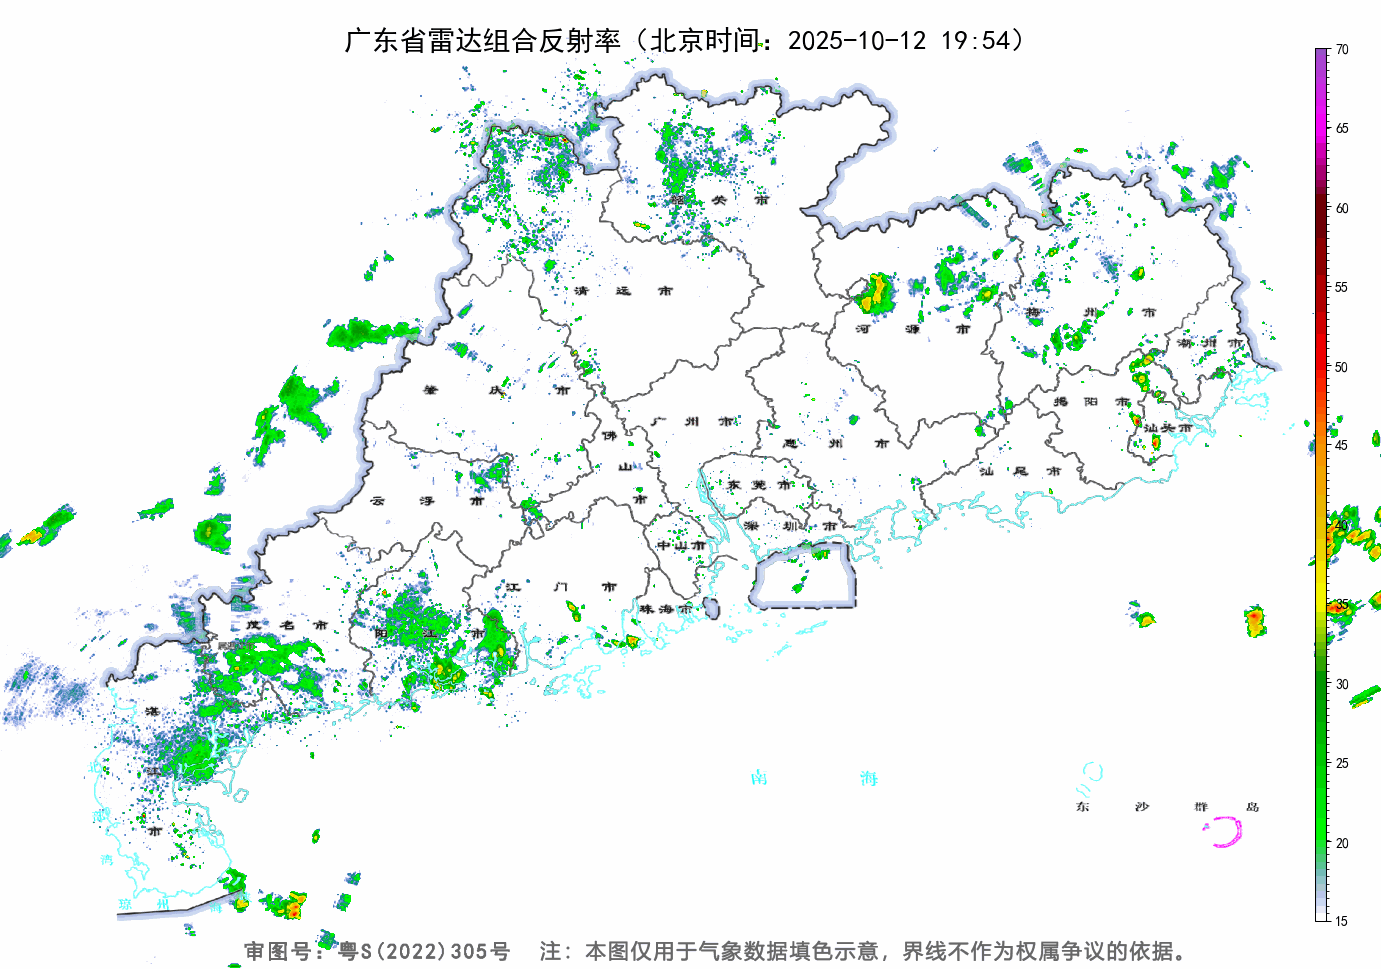 广东省雷达组合反射率（北京时间：2025-10-12 19:54）
70
65
60
55
50
45
40
35
30
25
20
15
韶关市
清远市
河源市
梅州市
潮州市
肇庆市
广州市
佛山市
惠州市
揭阳市
汕头市
汕尾市
云浮市
东莞市
深圳市
中山市
江门市
珠海市
茂名市
阳江市
湛江市
南海
东沙群岛
北部湾
琼州海
审图号：粤S(2022)305号 注：本图仅用于气象数据填色示意，界线不作为权属争议的依据。